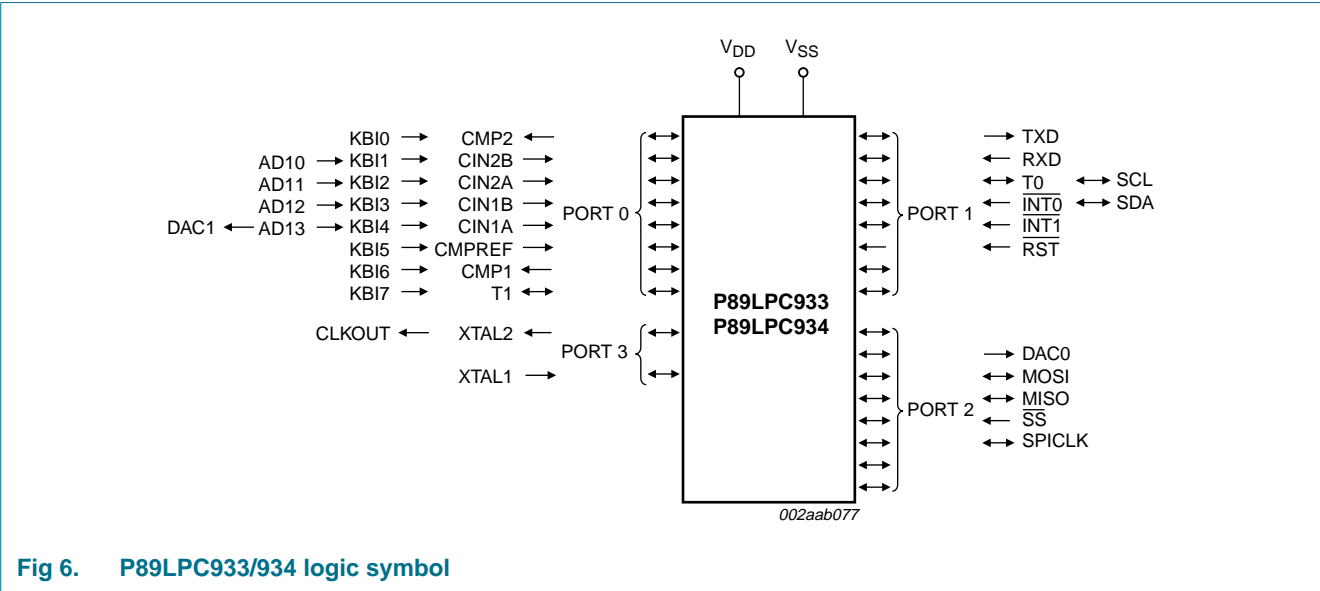 VDD VSS
KBI0 CMP2
AD10 KBI1 CIN2B
AD11 KBI2 CIN2A
AD12 KBI3 CIN1B
DAC1 AD13 KBI4 CIN1A
KBI5 CMPREF
KBI6 CMP1
KBI7 T1
PORT 0
CLKOUT XTAL2
XTAL1
PORT 3
P89LPC933
P89LPC934
PORT 1
TXD
RXD
T0 SCL
INT0 SDA
INT1
RST
PORT 2
DAC0
MOSI
MISO
SS
SPICLK
002aab077
Fig 6. P89LPC933/934 logic symbol